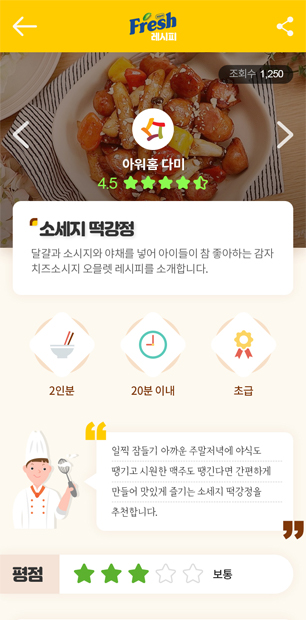 Fresh
레시피
조회수 1,250
아워홈 다미
4.5
소세지 떡강정
달걀과 소시지와 야채를 넣어 아이들이 참 좋아하는 감자
치즈소시지 오믈렛 레시피를 소개합니다.
2인분
20분 이내
초급
일찍 잠들기 아까운 주말저녁에 야식도
땡기고 시원한 맥주도 땡긴다면 간편하게
만들어 맛있게 즐기는 소세지 떡강정을
추천합니다.
평점
보통